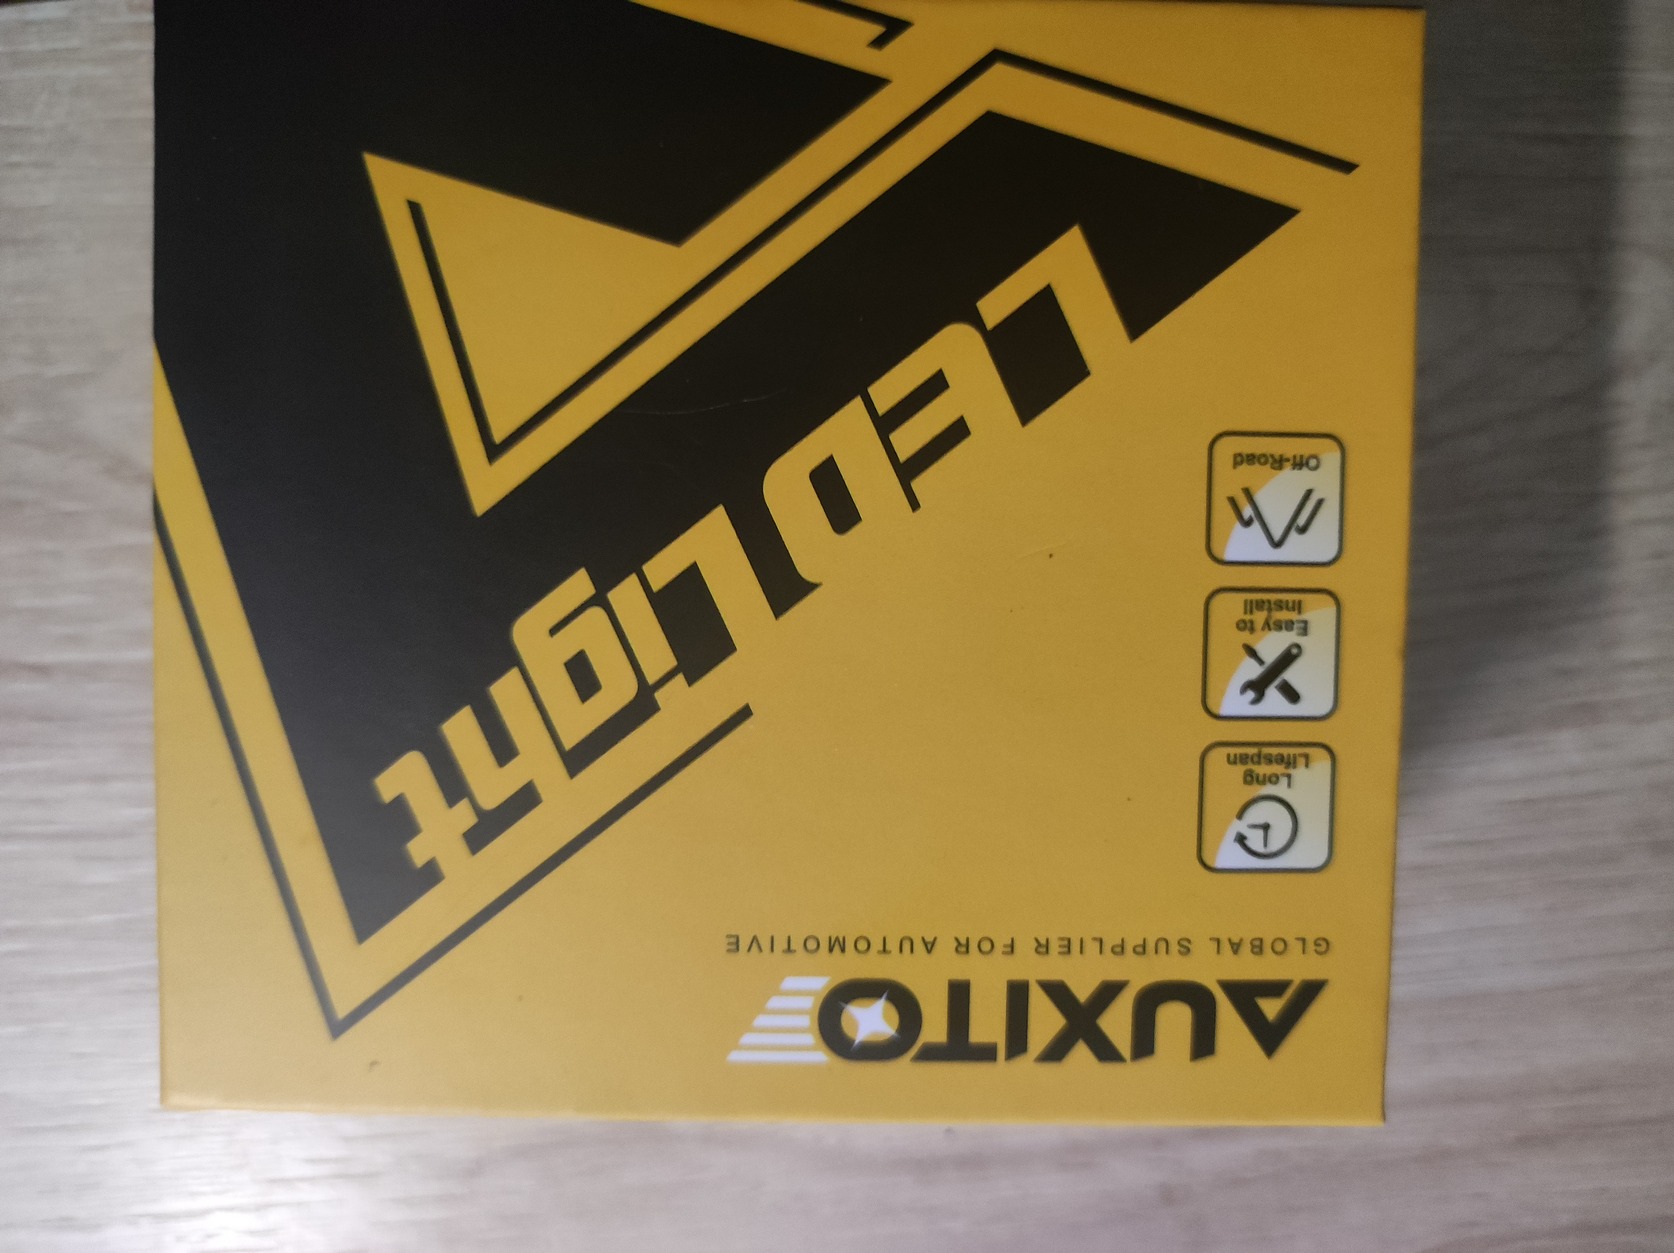 AUXITO
GLOBAL SUPPLIER FOR AUTOMOTIVE
Long
Lifespan
Easy to
Install
Off-Road
LED Light